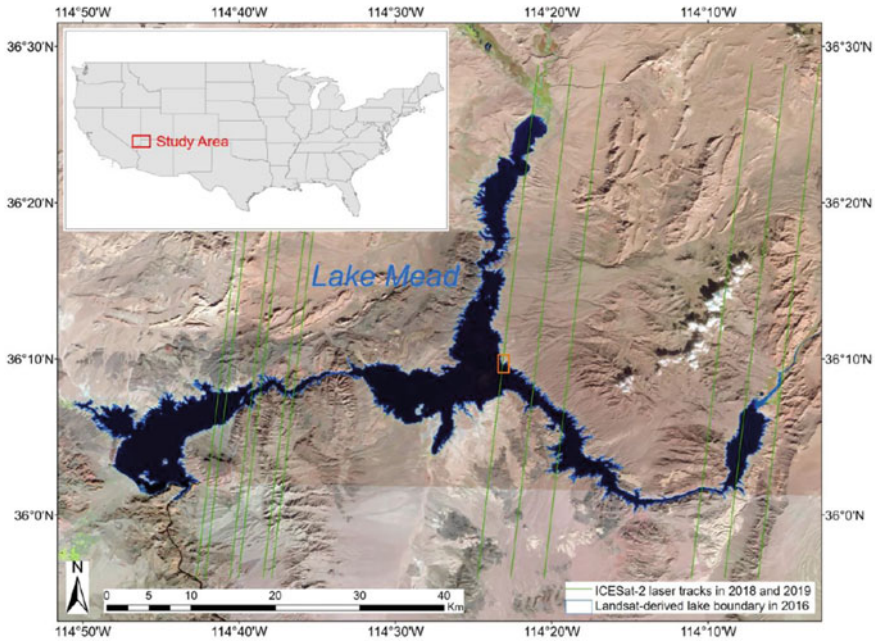 114°50'W 114°40'W 114°30'W 114°20'W 114°10'W
36°30'N 36°30'N
Study Area
36°20'N 36°20'N
Lake Mead
36°10'N 36°10'N
36°0'N 36°0'N
N
0 5 10 20 30 40
Km
ICESat-2 laser tracks in 2018 and 2019
Landsat-derived lake boundary in 2016
114°50'W 114°40'W 114°30'W 114°20'W 114°10'W